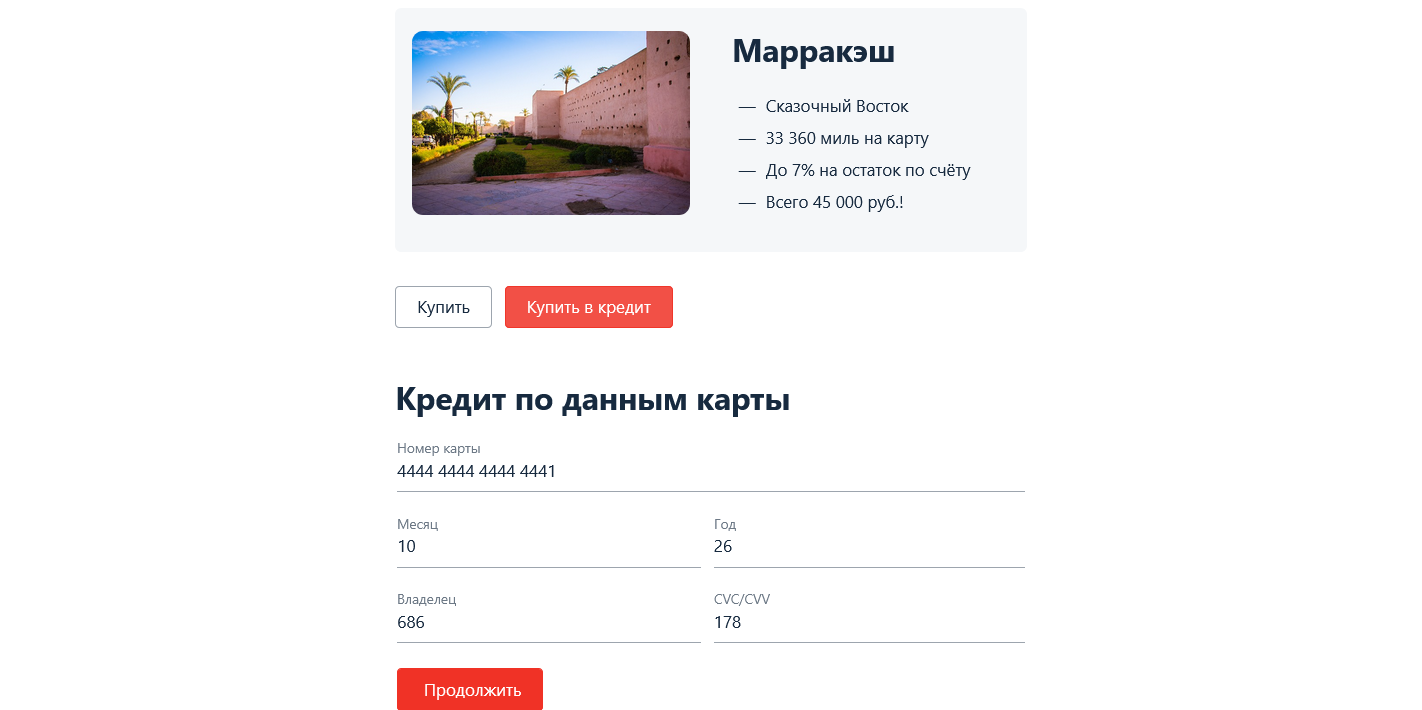 Марракэш
— Сказочный Восток
— 33 360 миль на карту
— До 7% на остаток по счёту
— Всего 45 000 руб.!
Купить
Купить в кредит
Кредит по данным карты
Номер карты
4444 4444 4444 4441
Месяц
Год
10
26
Владелец
CVC/CVV
686
178
Продолжить